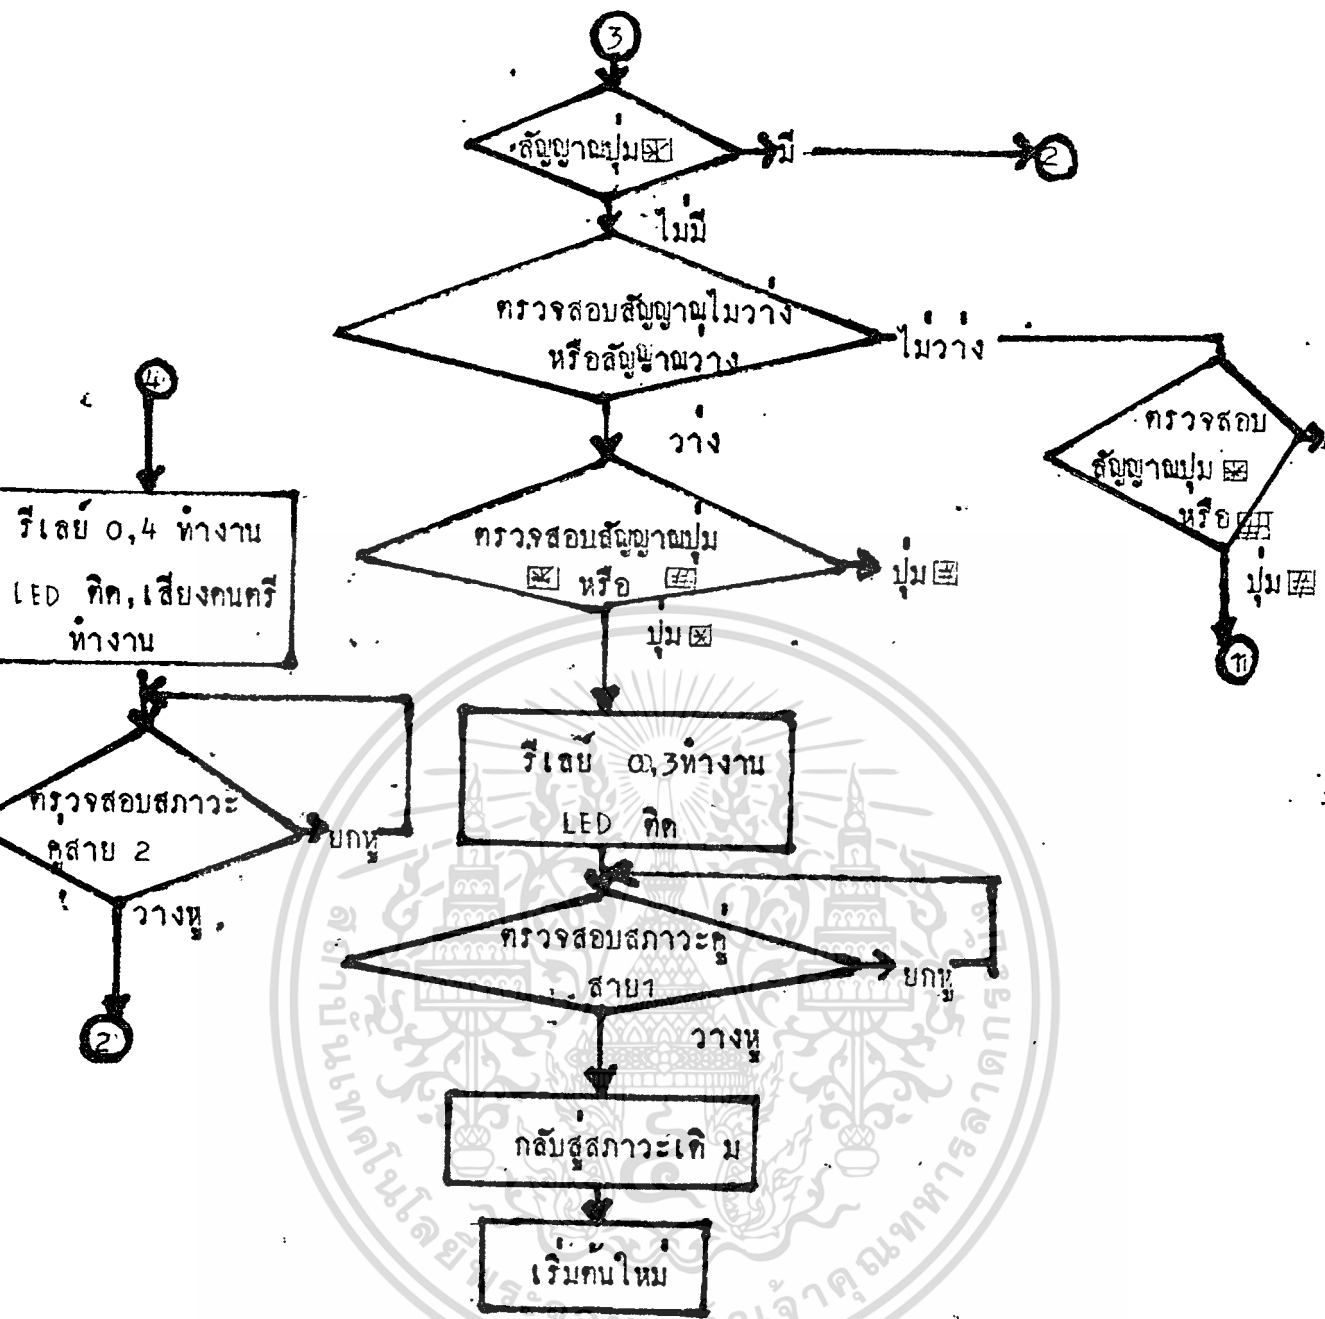 3
สัญญาณปุ่ม ⊠
มี
2
ไม่มี
ตรวจสอบสัญญาณไม่ว่าง
หรือสัญญาณว่าง
ไม่ว่าง
ว่าง
ตรวจสอบ
สัญญาณปุ่ม ⊠
หรือ #
ปุ่ม #
11
ตรวจสอบสัญญาณปุ่ม
⊠ หรือ #
ปุ่ม #
ปุ่ม ⊠
4
รีเลย์ 0,4 ทำงาน
LED ติด,เสียงดนตรี
ทำงาน
ตรวจสอบสภาวะ
คู่สาย 2
ยกหู
วางหู
2
รีเลย์ 0,3ทำงาน
LED ติด
ตรวจสอบสภาวะคู่
สาย1
ยกหู
วางหู
กลับสู่สภาวะเดิ ม
เริ่มต้นใหม่